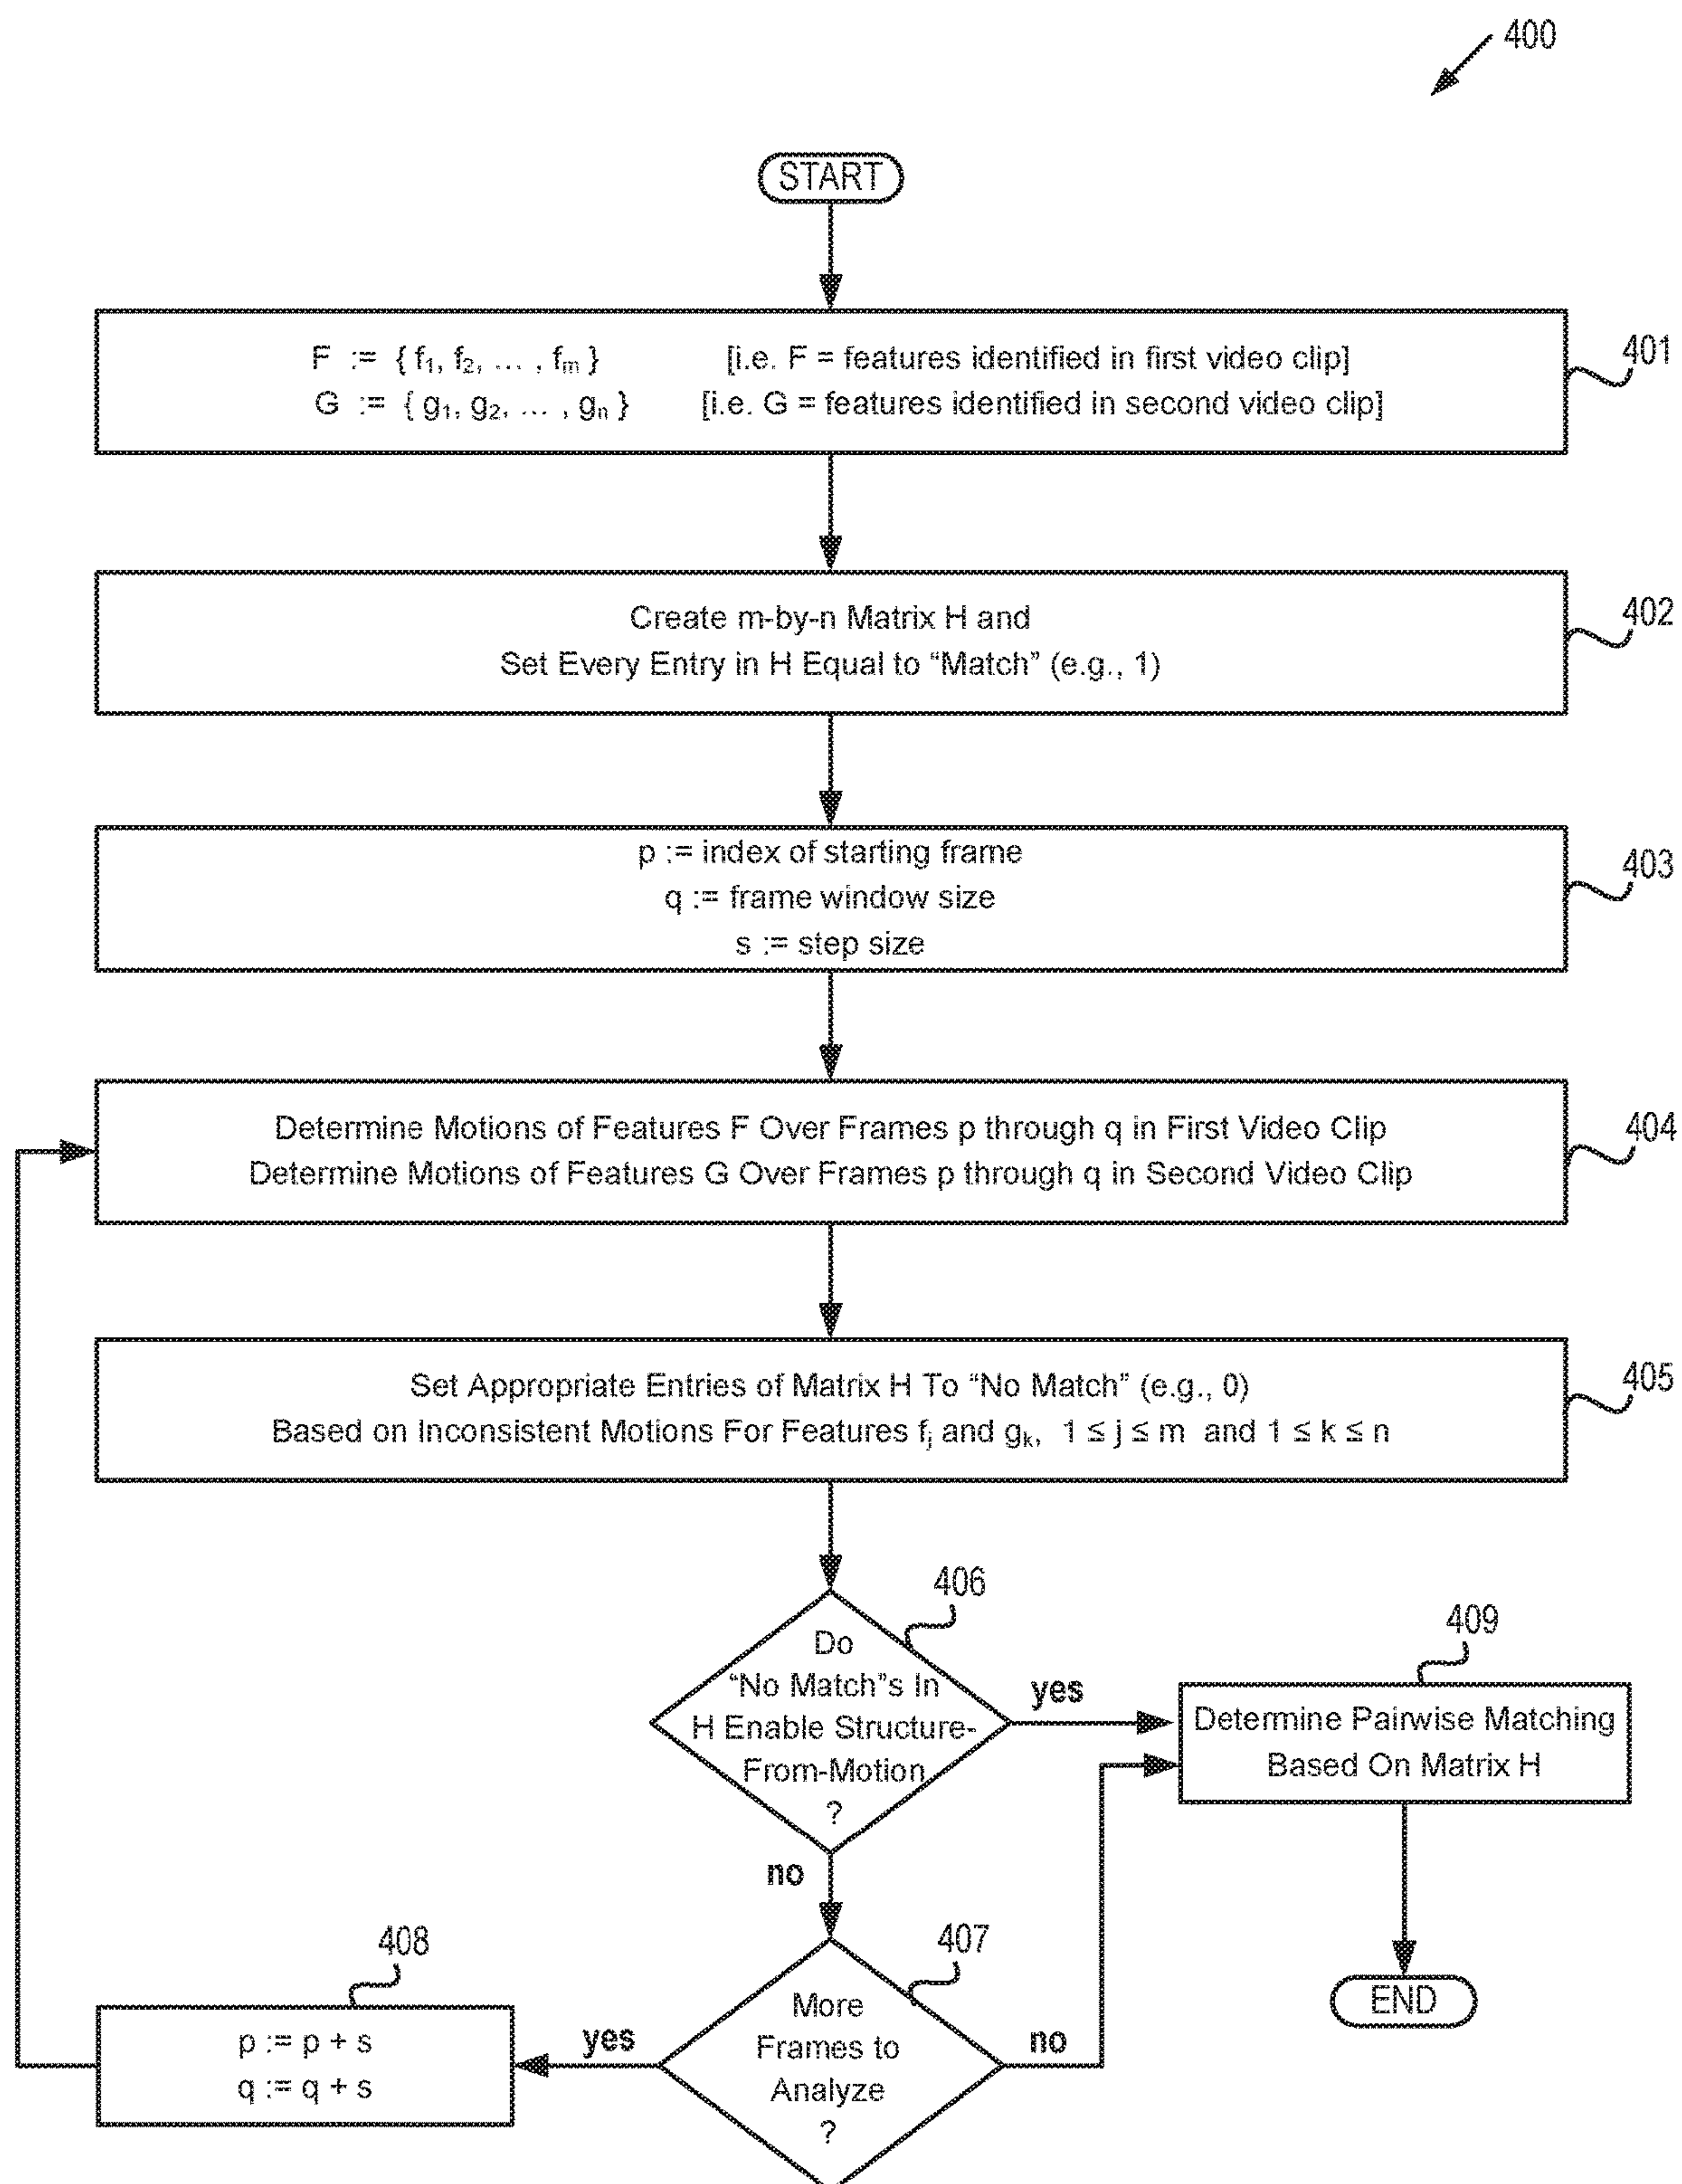 400
START
F := { f₁, f₂, ... , fₘ } [i.e. F = features identified in first video clip]
G := { g₁, g₂, ... , gₙ } [i.e. G = features identified in second video clip]
401
Create m-by-n Matrix H and
Set Every Entry in H Equal to “Match” (e.g., 1)
402
p := index of starting frame
q := frame window size
s := step size
403
Determine Motions of Features F Over Frames p through q in First Video Clip
Determine Motions of Features G Over Frames p through q in Second Video Clip
404
Set Appropriate Entries of Matrix H To “No Match” (e.g., 0)
Based on Inconsistent Motions For Features fⱼ and gₖ, 1 ≤ j ≤ m and 1 ≤ k ≤ n
405
406
Do
“No Match”s In
H Enable Structure-
From-Motion
?
yes
no
409
Determine Pairwise Matching
Based On Matrix H
407
More
Frames to
Analyze
?
yes
no
408
p := p + s
q := q + s
END